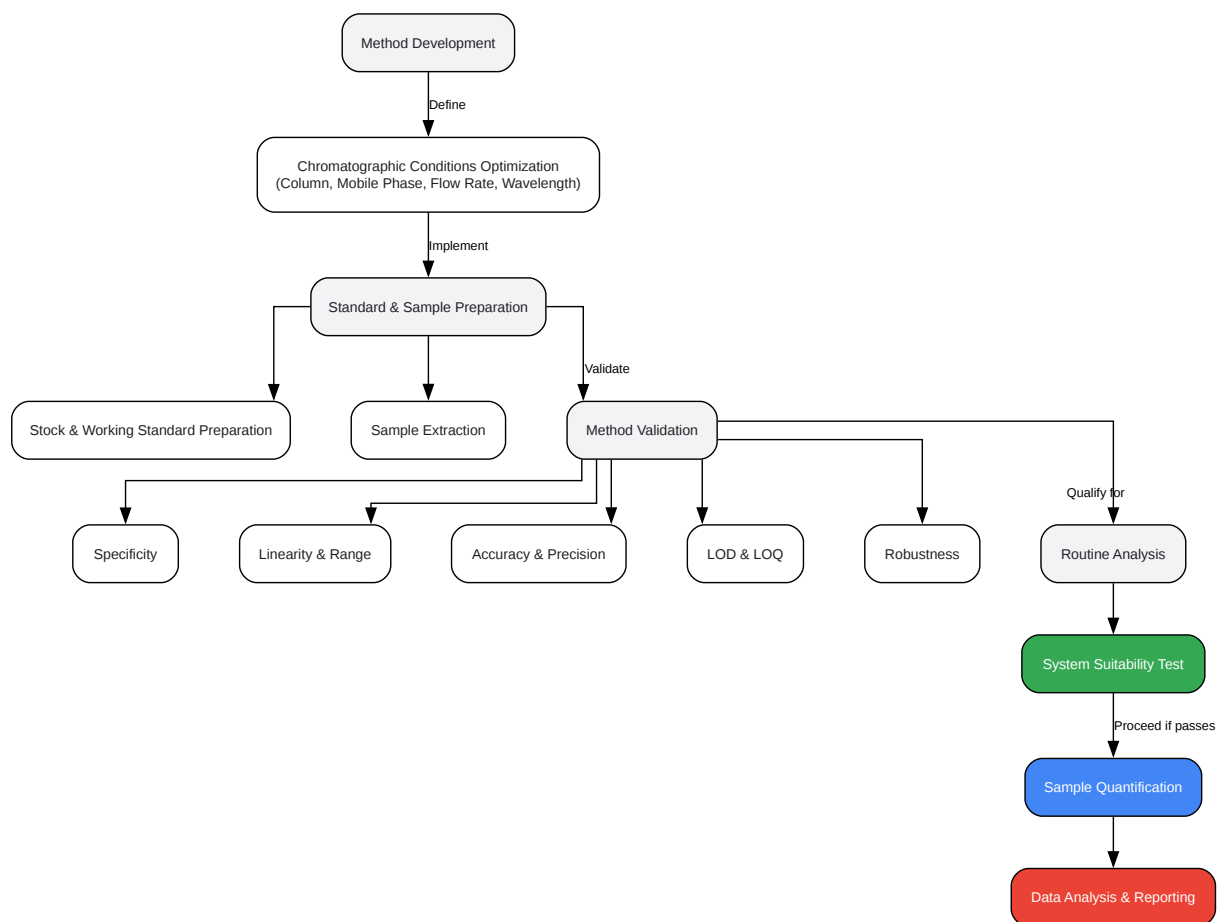 Method Development
Define
Chromatographic Conditions Optimization
(Column, Mobile Phase, Flow Rate, Wavelength)
Implement
Standard & Sample Preparation
Validate
Stock & Working Standard Preparation
Sample Extraction
Method Validation
Qualify for
Specificity
Linearity & Range
Accuracy & Precision
LOD & LOQ
Robustness
Routine Analysis
System Suitability Test
Proceed if passes
Sample Quantification
Data Analysis & Reporting